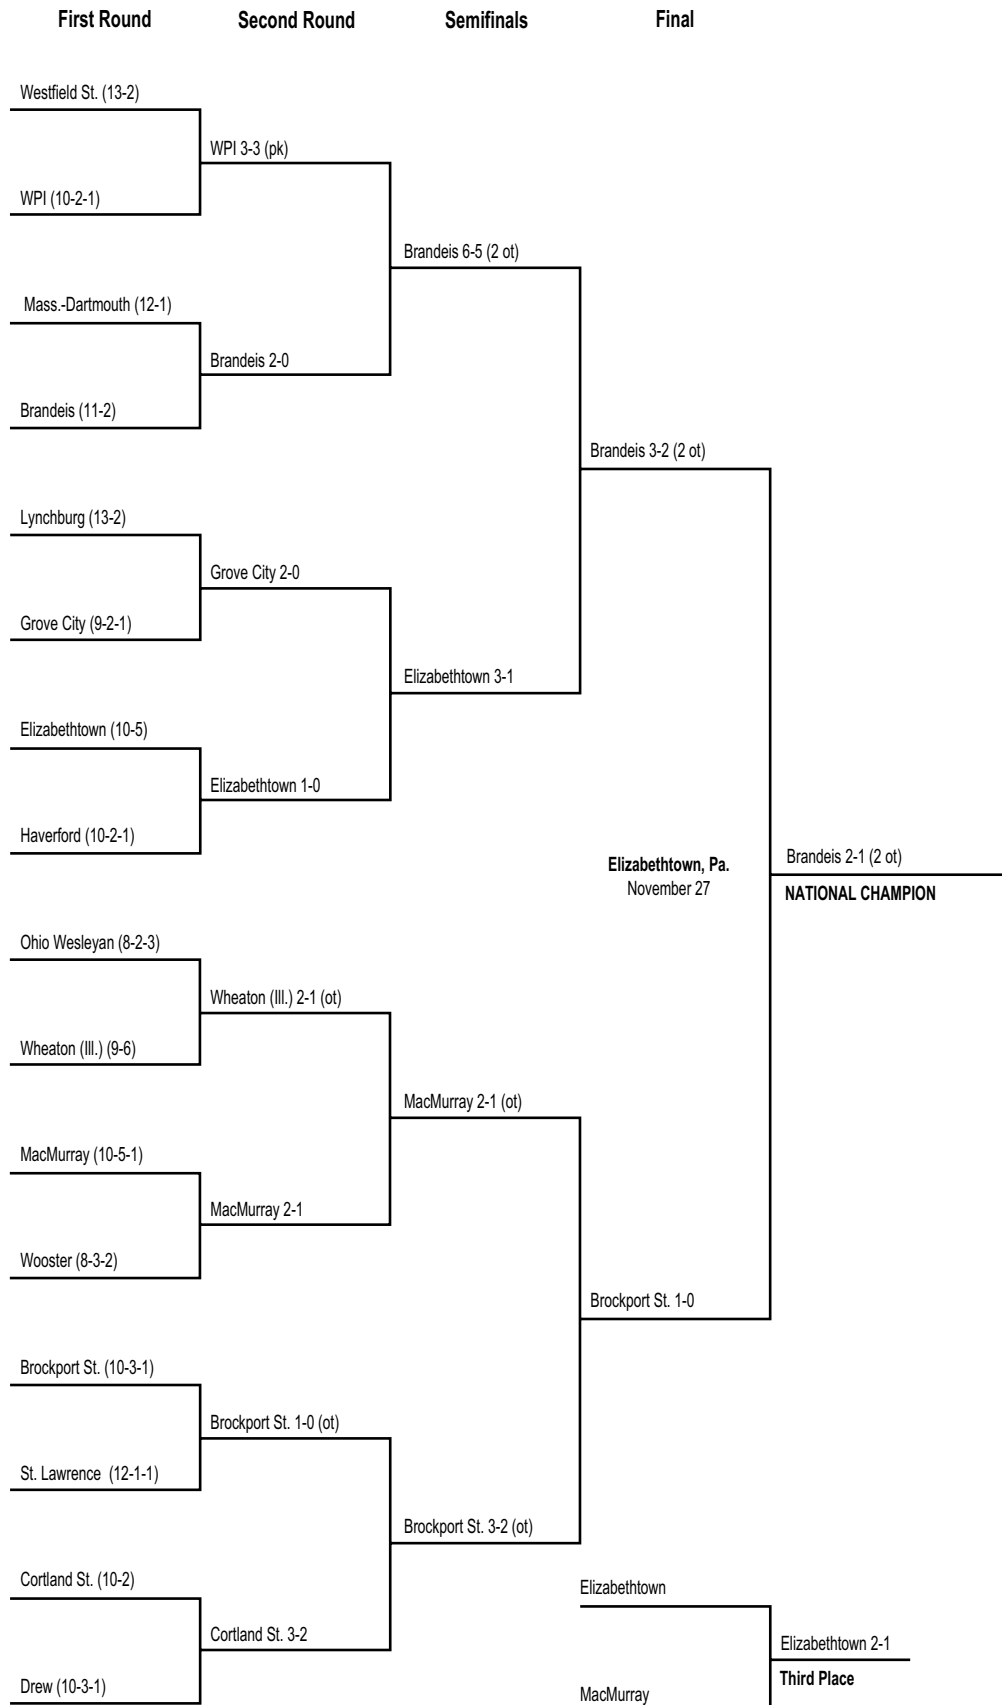 First Round
Second Round
Semifinals
Final
Westfield St. (13-2)
WPI 3-3 (pk)
WPI (10-2-1)
Brandeis 6-5 (2 ot)
Mass.-Dartmouth (12-1)
Brandeis 2-0
Brandeis (11-2)
Brandeis 3-2 (2 ot)
Lynchburg (13-2)
Grove City 2-0
Grove City (9-2-1)
Elizabethtown 3-1
Elizabethtown (10-5)
Elizabethtown 1-0
Haverford (10-2-1)
Elizabethtown, Pa.
November 27
Brandeis 2-1 (2 ot)
NATIONAL CHAMPION
Ohio Wesleyan (8-2-3)
Wheaton (Ill.) 2-1 (ot)
Wheaton (Ill.) (9-6)
MacMurray 2-1 (ot)
MacMurray (10-5-1)
MacMurray 2-1
Wooster (8-3-2)
Brockport St. 1-0
Brockport St. (10-3-1)
Brockport St. 1-0 (ot)
St. Lawrence (12-1-1)
Brockport St. 3-2 (ot)
Cortland St. (10-2)
Cortland St. 3-2
Drew (10-3-1)
Elizabethtown
Elizabethtown 2-1
Third Place
MacMurray